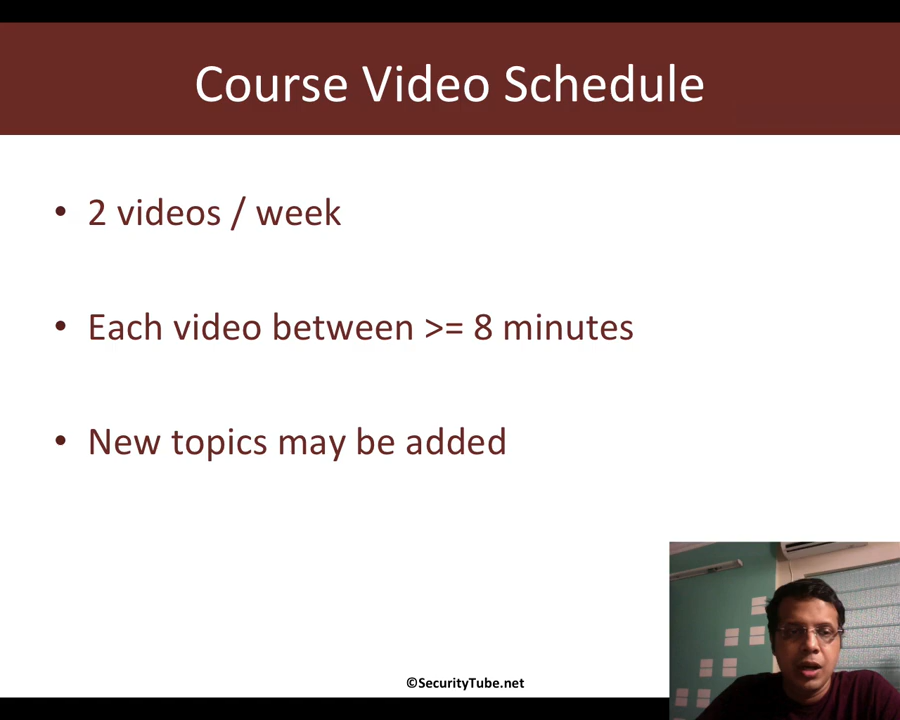 Course Video Schedule
• 2 videos / week
• Each video between >= 8 minutes
• New topics may be added
©SecurityTube.net